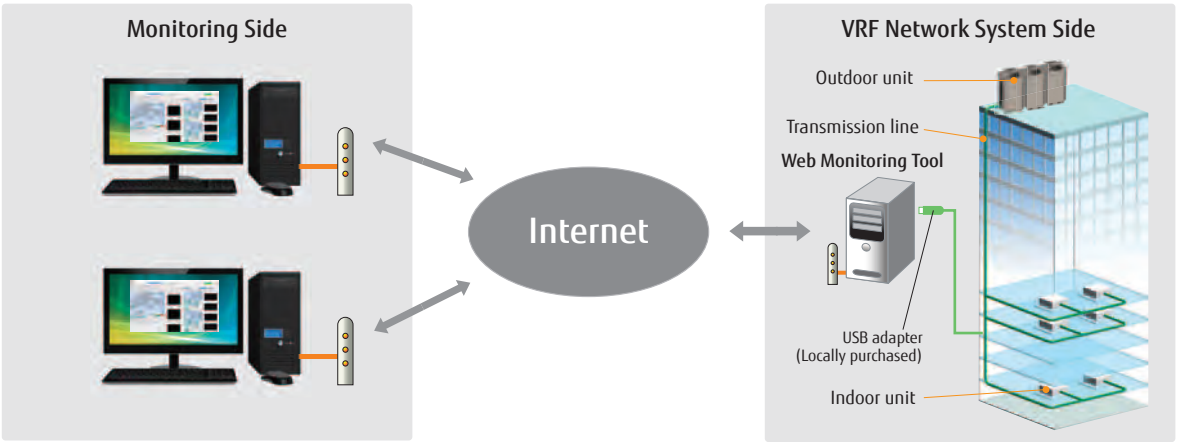 Monitoring Side
Internet
VRF Network System Side
Outdoor unit
Transmission line
Web Monitoring Tool
USB adapter
(Locally purchased)
Indoor unit